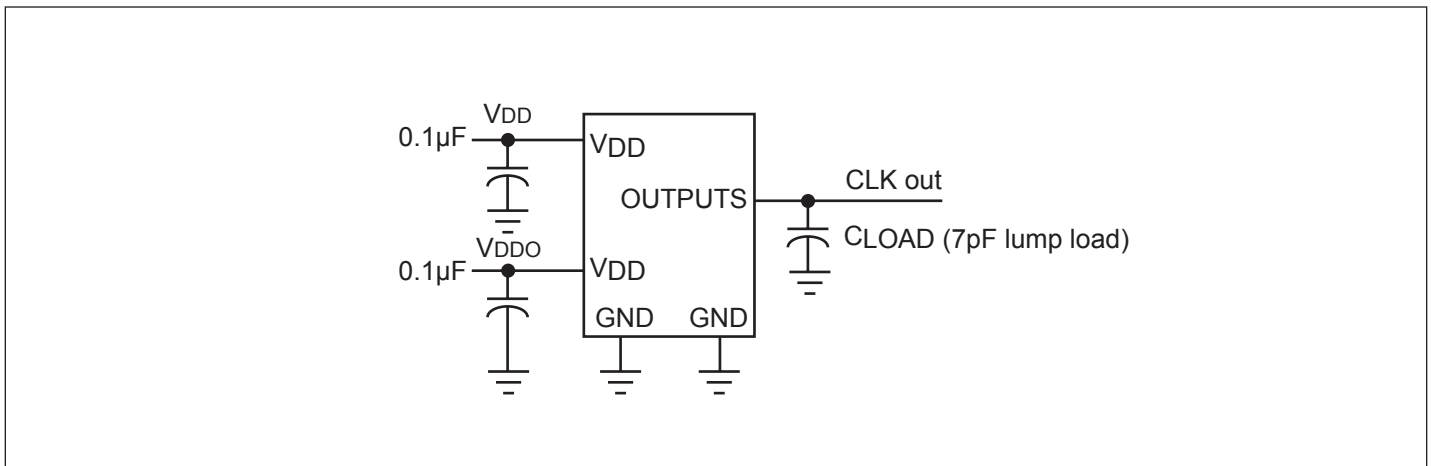 VDD
0.1µF
VDD
OUTPUTS
CLK out
CLOAD (7pF lump load)
VDDO
0.1µF
VDD
GND GND